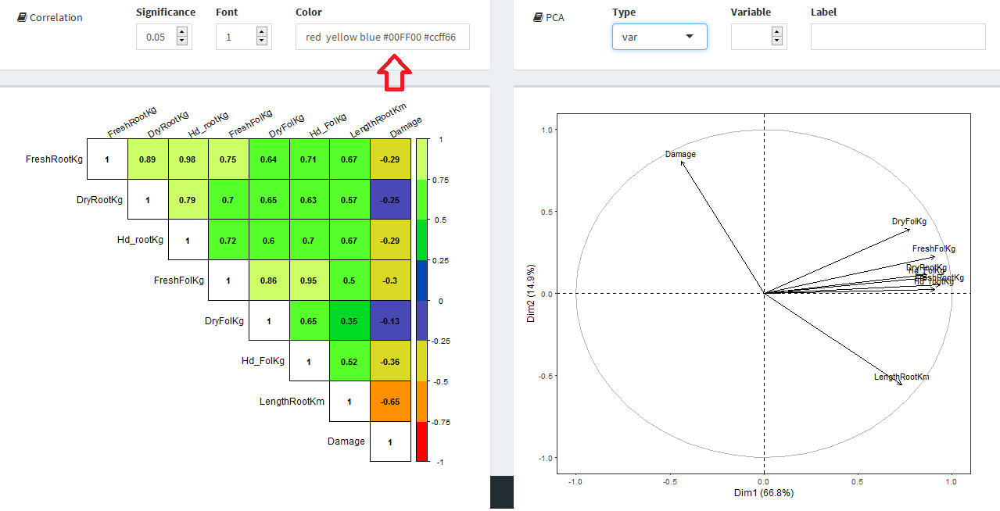 Correlation
Significance Font Color
0.05 1 red yellow blue #00FF00 #ccff66
PCA
Type Variable Label
var
FreshRootKg DryRootKg Hd_rootKg FreshFolKg DryFolKg Hd_FolKg LengthRootKm Damage
FreshRootKg 1 0.89 0.98 0.75 0.64 0.71 0.67 -0.29
DryRootKg 1 0.79 0.7 0.65 0.63 0.57 -0.25
Hd_rootKg 1 0.72 0.6 0.7 0.67 -0.29
FreshFolKg 1 0.86 0.95 0.5 -0.3
DryFolKg 1 0.65 0.35 -0.13
Hd_FolKg 1 0.52 -0.36
LengthRootKm 1 -0.65
Damage 1
1
0.75
0.5
0.25
0
-0.25
-0.5
-0.75
-1
Damage
DryFolKg
FreshFolKg
DryRootKg
Hd_FolKg
FreshRootKg
Hd_rootKg
LengthRootKm
1.0
0.5
0.0
-0.5
-1.0
Dim2 (14.9%)
-1.0 -0.5 0.0 0.5 1.0
Dim1 (66.8%)